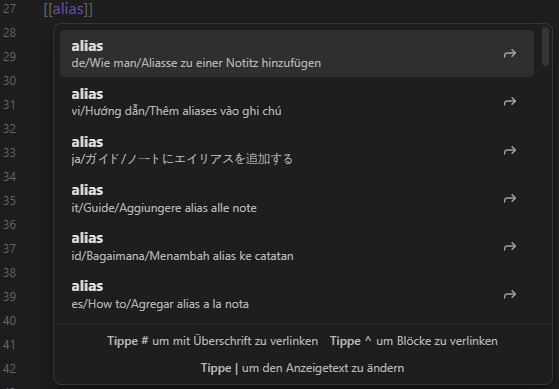 27 [[alias]]
28
alias
29 de/Wie man/Aliasse zu einer Notitz hinzufügen
30
alias
31 vi/Hướng dẫn/Thêm aliases vào ghi chú
32
alias
33 ja/ガイド/ノートにエイリアスを追加する
34
35 alias
it/Guide/Aggiungere alias alle note
36
37 alias
id/Bagaimana/Menambah alias ke catatan
38
39 alias
es/How to/Agregar alias a la nota
40
41 Tippe # um mit Überschrift zu verlinken Tippe ^ um Blöcke zu verlinken
42 Tippe | um den Anzeigetext zu ändern